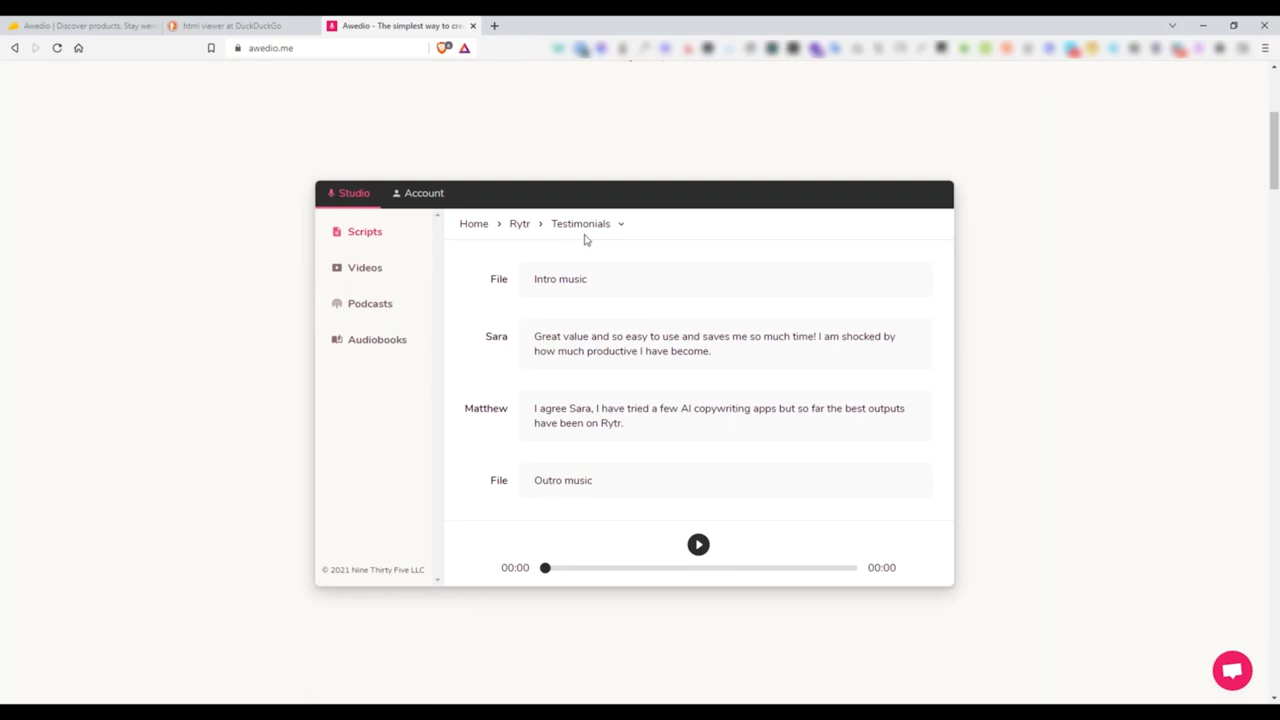 Awedio | Discover products. Stay we
html viewer at DuckDuckGo
Awedio - The simplest way to cre
awedio.me
Studio
Account
Scripts
Videos
Podcasts
Audiobooks
© 2021 Nine Thirty Five LLC
Home > Rytr > Testimonials
File Intro music
Sara Great value and so easy to use and saves me so much time! I am shocked by
how much productive I have become.
Matthew I agree Sara, I have tried a few AI copywriting apps but so far the best outputs
have been on Rytr.
File Outro music
00:00
00:00